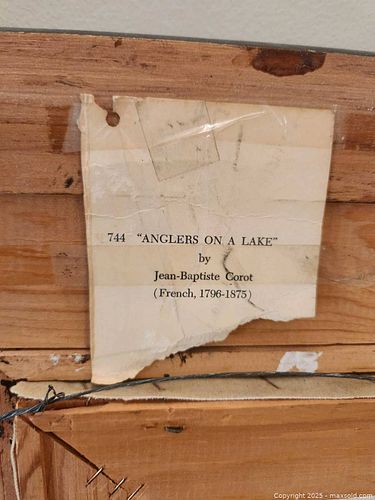 744 "ANGLERS ON A LAKE"
by
Jean-Baptiste Corot
(French, 1796-1875)
Copyright 2025 - maxsold.com